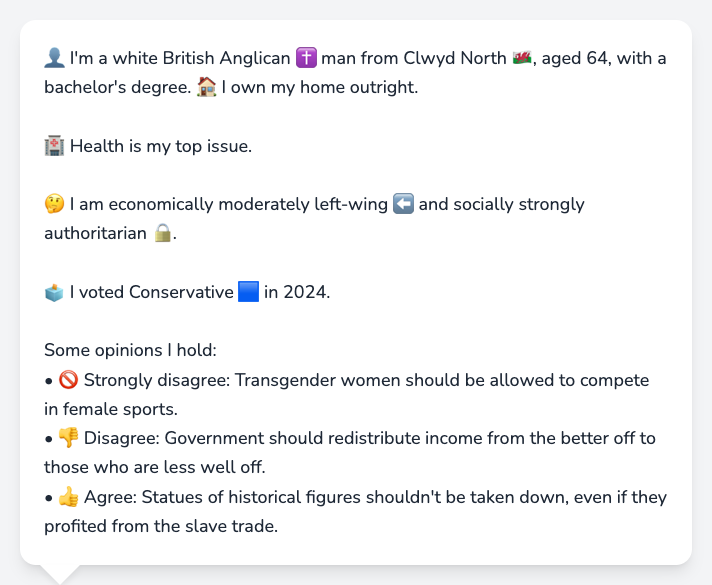 👤 I'm a white British Anglican ✝️ man from Clwyd North 🏴󠁧󠁢󠁷󠁬󠁳󠁿, aged 64, with a
bachelor's degree. 🏠 I own my home outright.
🏥 Health is my top issue.
🤔 I am economically moderately left-wing ⬅️ and socially strongly
authoritarian 🔒.
🗳️ I voted Conservative 🟦 in 2024.
Some opinions I hold:
• 🚫 Strongly disagree: Transgender women should be allowed to compete
in female sports.
• 👎 Disagree: Government should redistribute income from the better off to
those who are less well off.
• 👍 Agree: Statues of historical figures shouldn't be taken down, even if they
profited from the slave trade.